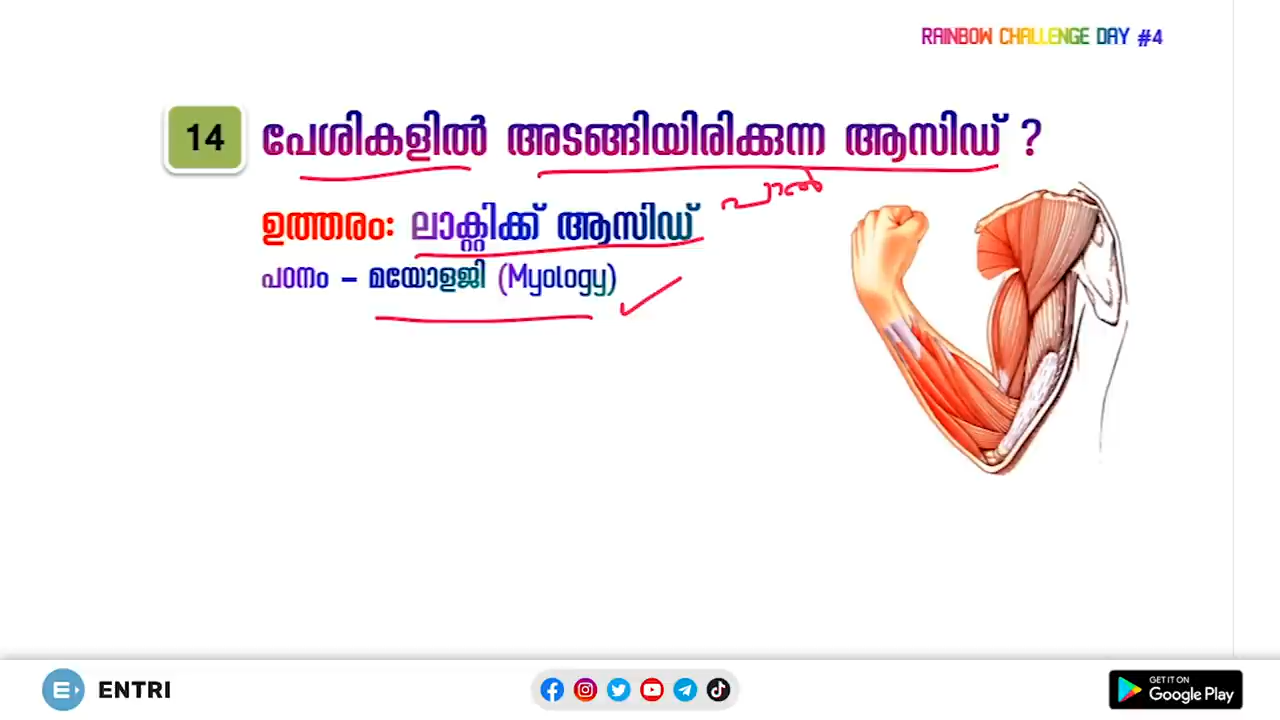 RAINBOW CHALLENGE DAY #4
14 പേശികളിൽ അടങ്ങിയിരിക്കുന്ന ആസിഡ് ?
പാൽ
ഉത്തരം: ലാക്റ്റിക്ക് ആസിഡ്
പഠനം – മയോളജി (Myology)
E ENTRI
GET IT ON
Google Play